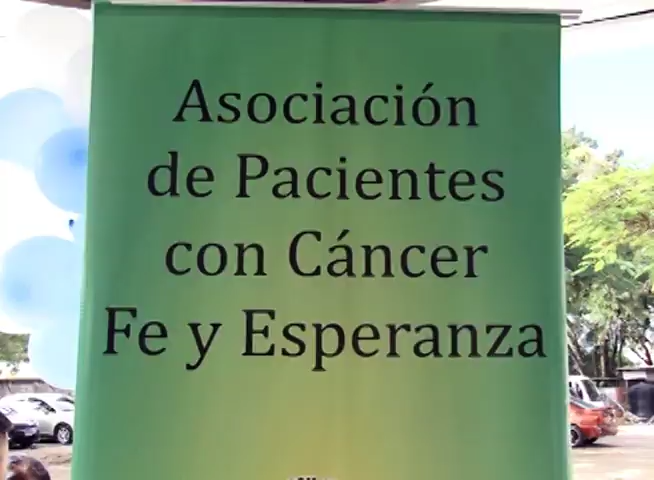 Asociación
de Pacientes
con Cáncer
Fe y Esperanza